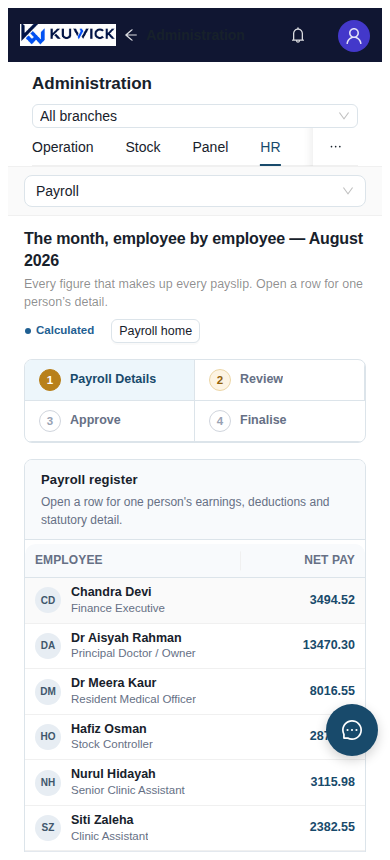 KUWICK
Administration
Administration
All branches
Operation Stock Panel HR ···
Payroll
The month, employee by employee — August
2026
Every figure that makes up every payslip. Open a row for one
person's detail.
Calculated Payroll home
1 Payroll Details 2 Review
3 Approve 4 Finalise
Payroll register
Open a row for one person's earnings, deductions and
statutory detail.
EMPLOYEE NET PAY
CD Chandra Devi 3494.52
Finance Executive
DA Dr Aisyah Rahman 13470.30
Principal Doctor / Owner
DM Dr Meera Kaur 8016.55
Resident Medical Officer
HO Hafiz Osman
Stock Controller
NH Nurul Hidayah 3115.98
Senior Clinic Assistant
SZ Siti Zaleha 2382.55
Clinic Assistant